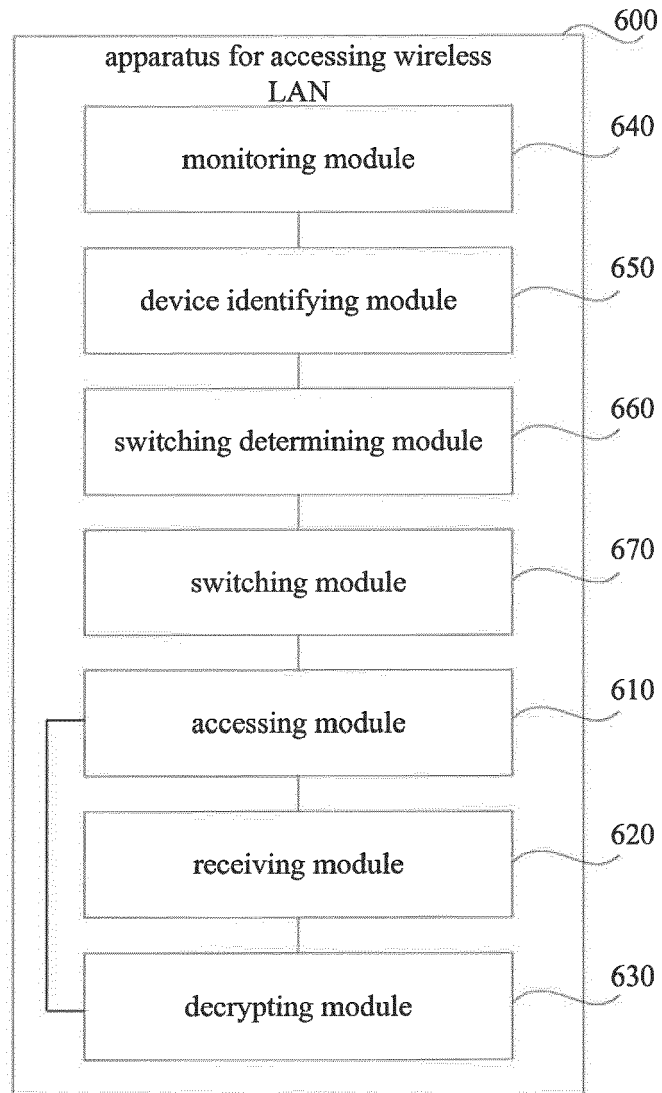 600
apparatus for accessing wireless
LAN
640
monitoring module
650
device identifying module
660
switching determining module
670
switching module
610
accessing module
620
receiving module
630
decrypting module